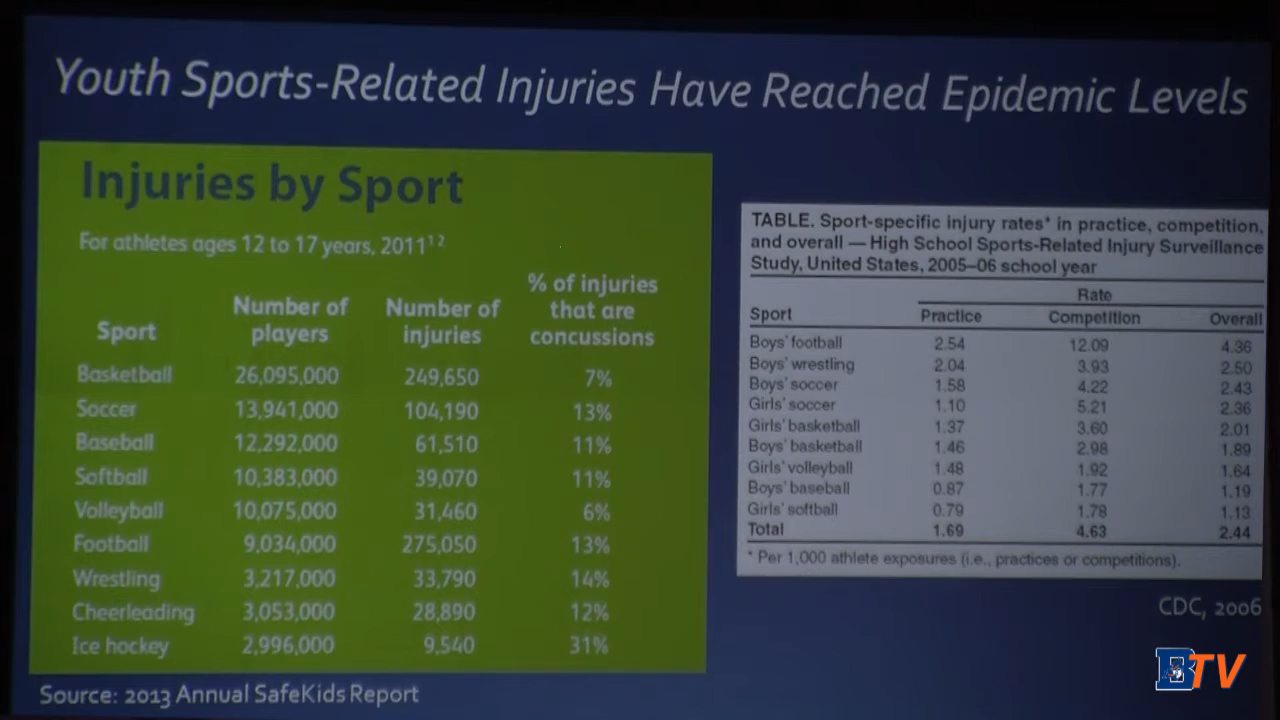 Youth Sports-Related Injuries Have Reached Epidemic Levels
Injuries by Sport
For athletes ages 12 to 17 years, 2011¹²
Sport Number of players Number of injuries % of injuries that are concussions
Basketball 26,095,000 249,650 7%
Soccer 13,941,000 104,190 13%
Baseball 12,292,000 61,510 11%
Softball 10,383,000 39,070 11%
Volleyball 10,075,000 31,460 6%
Football 9,034,000 275,050 13%
Wrestling 3,217,000 33,790 14%
Cheerleading 3,053,000 28,890 12%
Ice hockey 2,996,000 9,540 31%
Source: 2013 Annual SafeKids Report
TABLE. Sport-specific injury rates* in practice, competition,
and overall — High School Sports-Related Injury Surveillance
Study, United States, 2005–06 school year
Rate
Sport Practice Competition Overall
Boys' football 2.54 12.09 4.36
Boys' wrestling 2.04 3.93 2.50
Boys' soccer 1.58 4.22 2.43
Girls' soccer 1.10 5.21 2.36
Girls' basketball 1.37 3.60 2.01
Boys' basketball 1.46 2.98 1.89
Girls' volleyball 1.48 1.92 1.64
Boys' baseball 0.87 1.77 1.19
Girls' softball 0.79 1.78 1.13
Total 1.69 4.63 2.44
* Per 1,000 athlete exposures (i.e., practices or competitions).
CDC, 2006
BTV